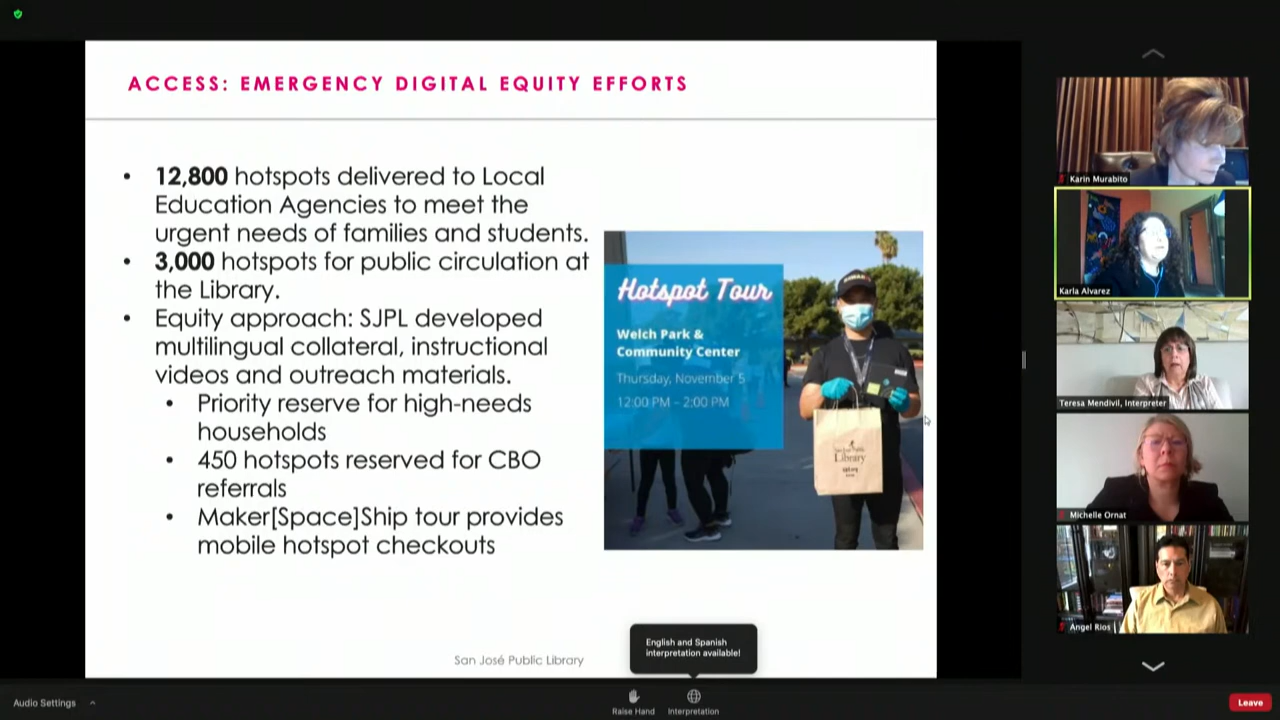 ACCESS: EMERGENCY DIGITAL EQUITY EFFORTS
• 12,800 hotspots delivered to Local
Education Agencies to meet the
urgent needs of families and students.
• 3,000 hotspots for public circulation at
the Library.
• Equity approach: SJPL developed
multilingual collateral, instructional
videos and outreach materials.
• Priority reserve for high-needs
households
• 450 hotspots reserved for CBO
referrals
• Maker[Space]Ship tour provides
mobile hotspot checkouts
Hotspot Tour
Welch Park &
Community Center
Thursday, November 5
12:00 PM – 2:00 PM
Library
San José Public Library
Karin Murabito
Karla Alvarez
Teresa Mendivil, Interpreter
Michelle Ornat
Angel Rios
English and Spanish
interpretation available!
Audio Settings
Raise Hand
Interpretation
Leave